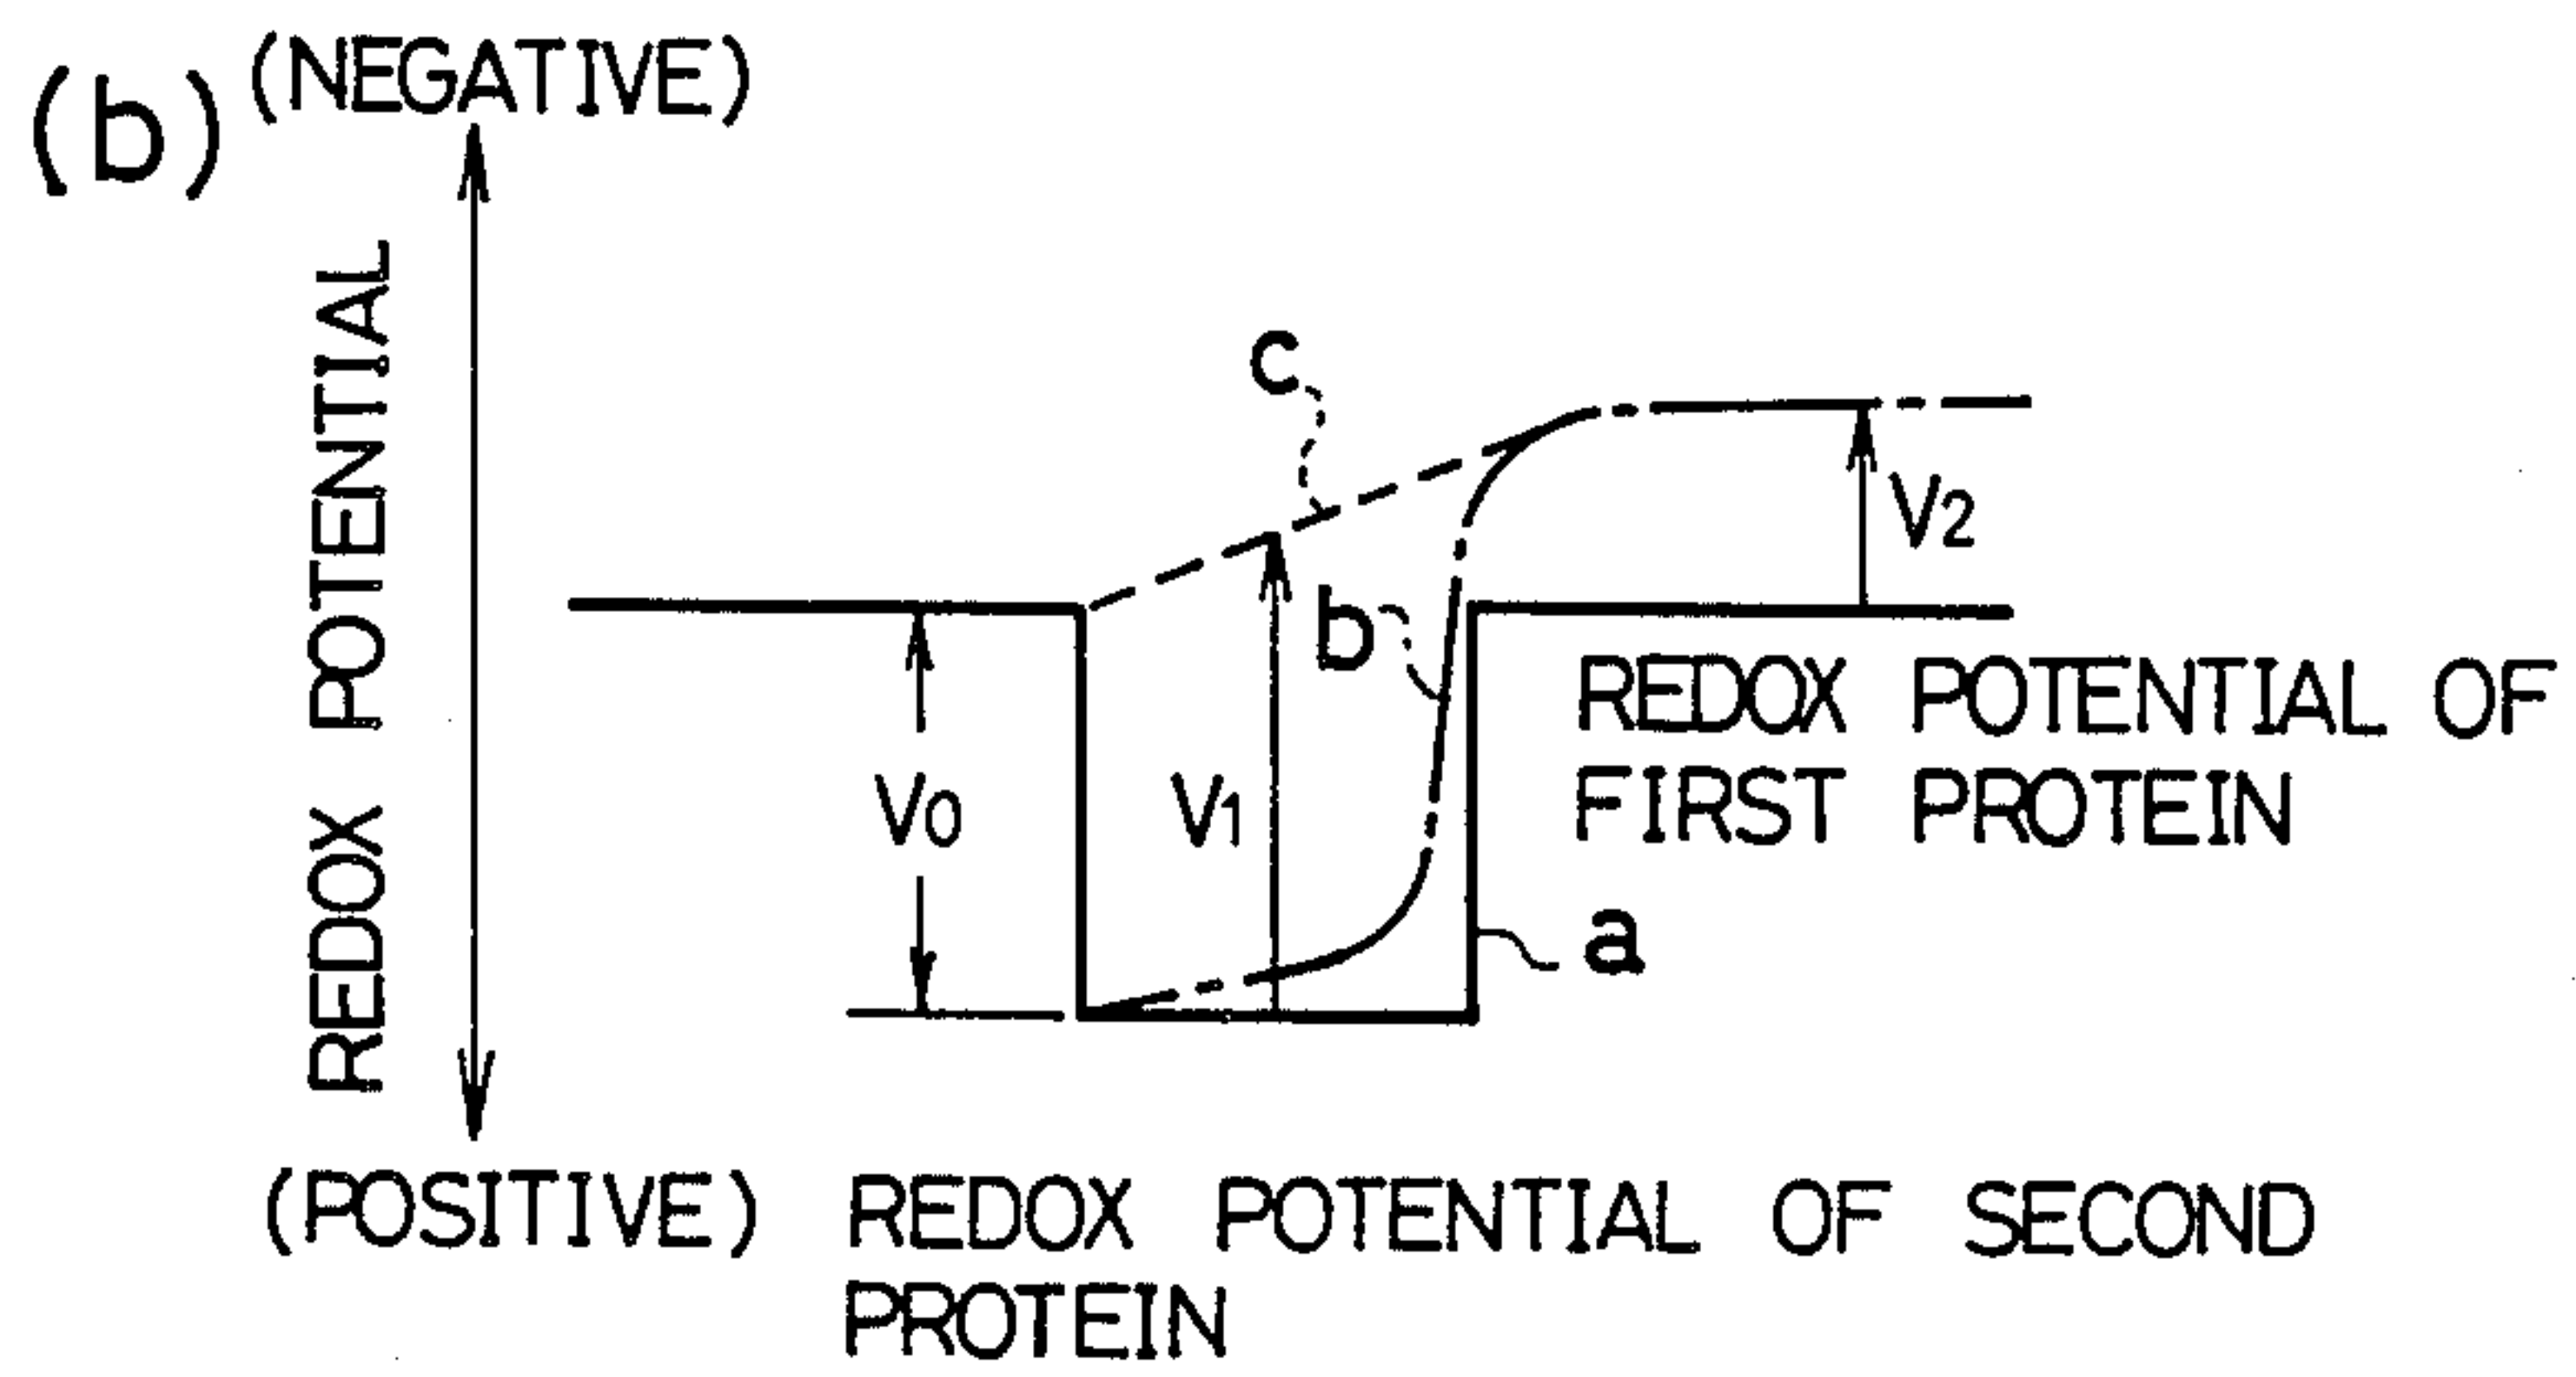 (b)
(NEGATIVE)
REDOX POTENTIAL
c
V2
b
V0
V1
REDOX POTENTIAL OF
FIRST PROTEIN
a
(POSITIVE)
REDOX POTENTIAL OF SECOND
PROTEIN